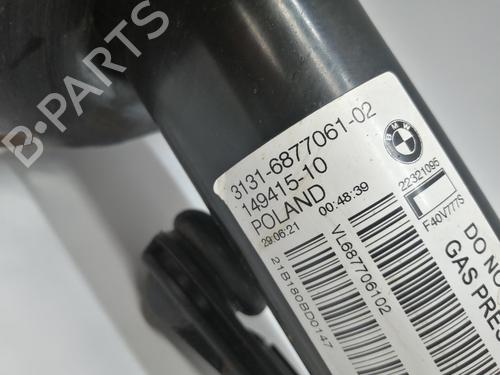 B-PARTS
BMW
3131-6877061-02
149415-10
POLAND
29:06:21 00:48:39
22321095
VL687706102
F40V777S
21B180BD0147
DO NO
GAS PRE